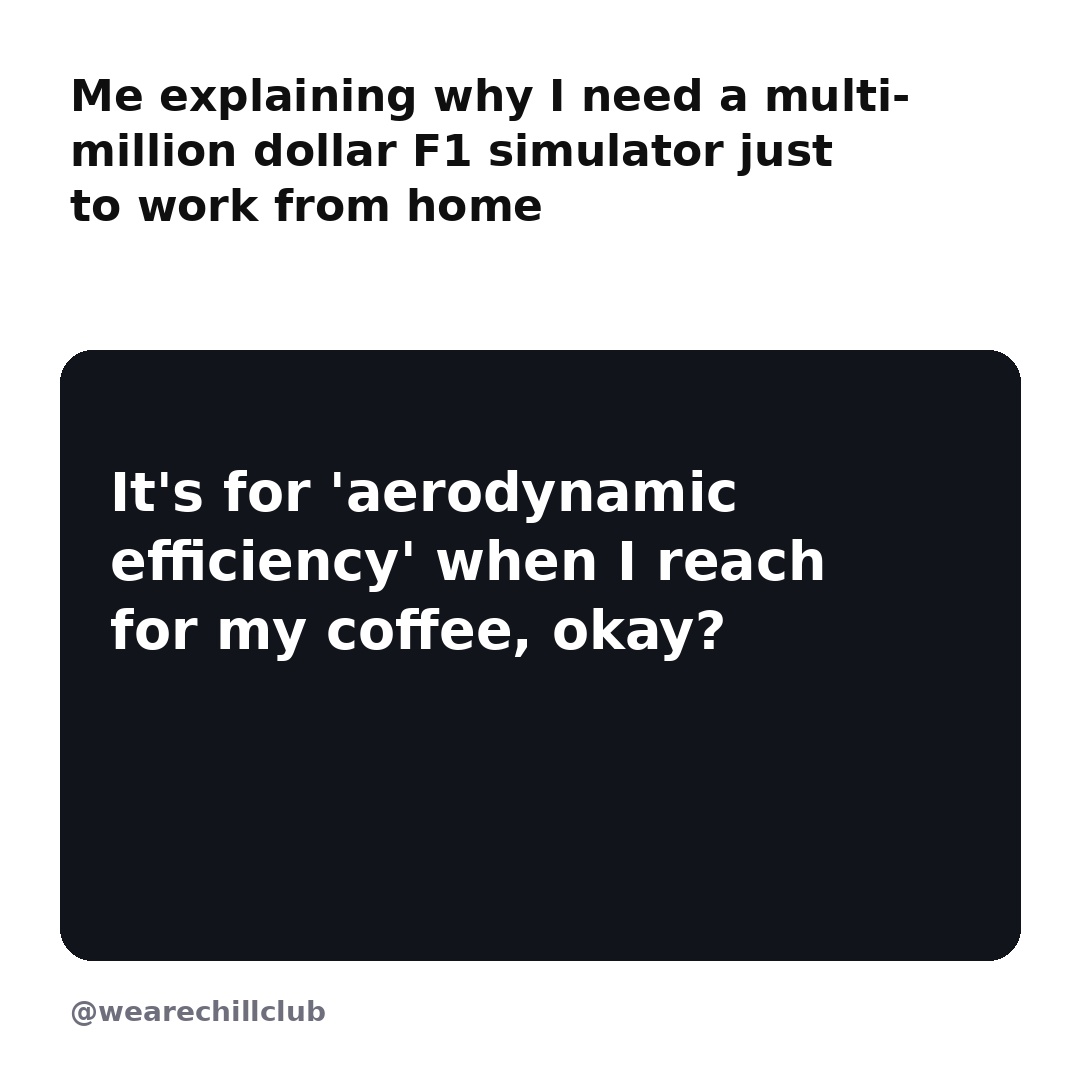 Me explaining why I need a multi-
million dollar F1 simulator just
to work from home
It's for 'aerodynamic
efficiency' when I reach
for my coffee, okay?
@wearechillclub